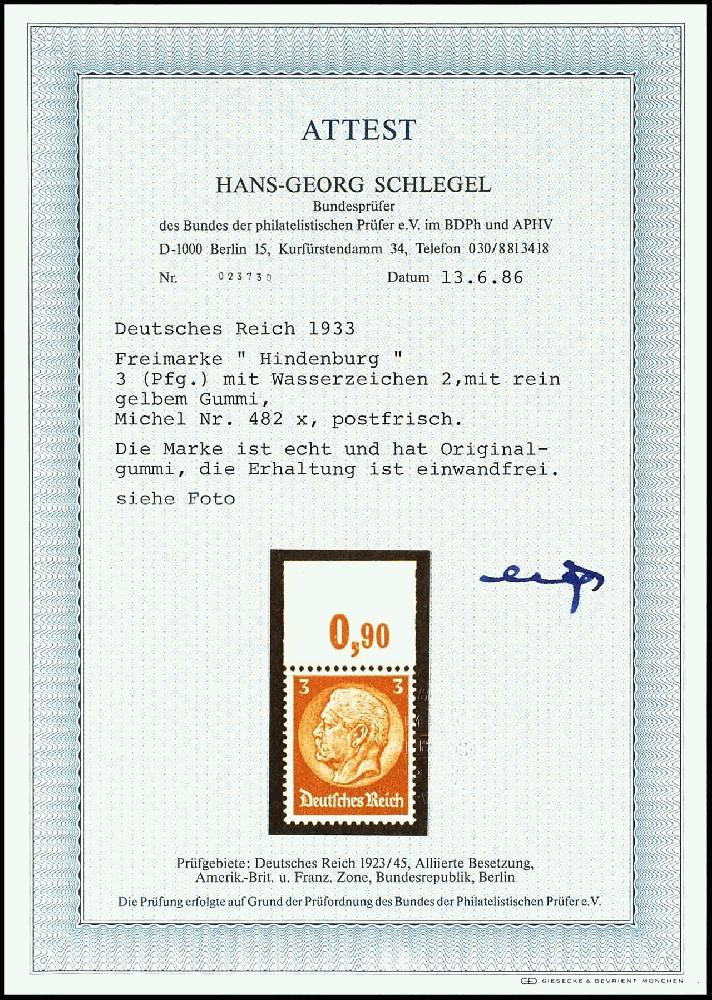 ATTEST
HANS-GEORG SCHLEGEL
Bundesprüfer
des Bundes der philatelistischen Prüfer e.V. im BDPh und APHV
D-1000 Berlin 15, Kurfürstendamm 34, Telefon 030/8813418
Nr. 023730 Datum 13.6.86
Deutsches Reich 1933
Freimarke " Hindenburg "
3 (Pfg.) mit Wasserzeichen 2,mit rein
gelbem Gummi,
Michel Nr. 482 x, postfrisch.
Die Marke ist echt und hat Original-
gummi, die Erhaltung ist einwandfrei.
siehe Foto
0,90
3 3
Deutsches Reich
Prüfgebiete: Deutsches Reich 1923/45, Alliierte Besetzung,
Amerik.-Brit. u. Franz. Zone, Bundesrepublik, Berlin
Die Prüfung erfolgte auf Grund der Prüfordnung des Bundes der Philatelistischen Prüfer e.V.
GIESECKE & DEVRIENT MÜNCHEN